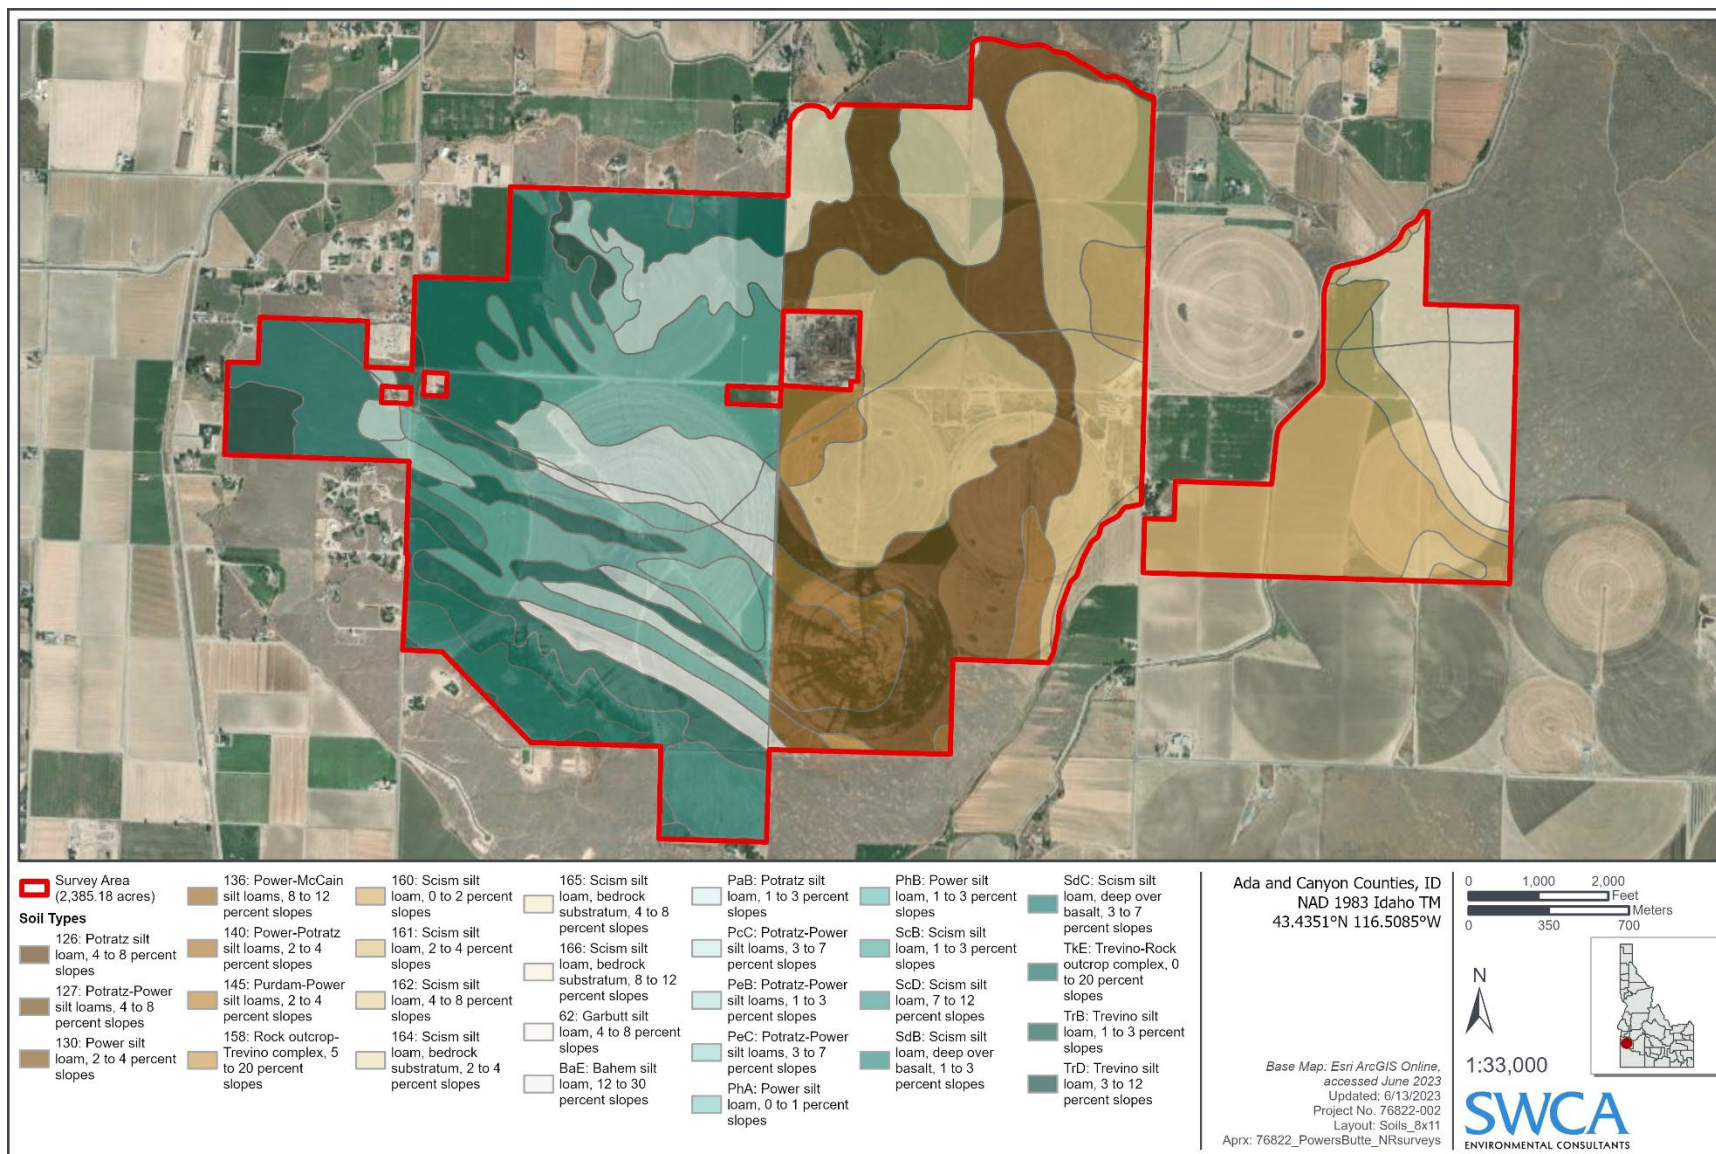 Survey Area
(2,385.18 acres)
Soil Types
126: Potratz silt
loam, 4 to 8 percent
slopes
127: Potratz-Power
silt loams, 4 to 8
percent slopes
130: Power silt
loam, 2 to 4 percent
slopes
136: Power-McCain
silt loams, 8 to 12
percent slopes
140: Power-Potratz
silt loams, 2 to 4
percent slopes
145: Purdam-Power
silt loams, 2 to 4
percent slopes
158: Rock outcrop-
Trevino complex, 5
to 20 percent
slopes
160: Scism silt
loam, 0 to 2 percent
slopes
161: Scism silt
loam, 2 to 4 percent
slopes
162: Scism silt
loam, 4 to 8 percent
slopes
164: Scism silt
loam, bedrock
substratum, 2 to 4
percent slopes
165: Scism silt
loam, bedrock
substratum, 4 to 8
percent slopes
166: Scism silt
loam, bedrock
substratum, 8 to 12
percent slopes
62: Garbutt silt
loam, 4 to 8 percent
slopes
BaE: Bahem silt
loam, 12 to 30
percent slopes
PaB: Potratz silt
loam, 1 to 3 percent
slopes
PcC: Potratz-Power
silt loams, 3 to 7
percent slopes
PeB: Potratz-Power
silt loams, 1 to 3
percent slopes
PeC: Potratz-Power
silt loams, 3 to 7
percent slopes
PhA: Power silt
loam, 0 to 1 percent
slopes
PhB: Power silt
loam, 1 to 3 percent
slopes
ScB: Scism silt
loam, 1 to 3 percent
slopes
ScD: Scism silt
loam, 7 to 12
percent slopes
SdB: Scism silt
loam, deep over
basalt, 1 to 3
percent slopes
SdC: Scism silt
loam, deep over
basalt, 3 to 7
percent slopes
TkE: Trevino-Rock
outcrop complex, 0
to 20 percent
slopes
TrB: Trevino silt
loam, 1 to 3 percent
slopes
TrD: Trevino silt
loam, 3 to 12
percent slopes
Ada and Canyon Counties, ID
NAD 1983 Idaho TM
43.4351°N 116.5085°W
Base Map: Esri ArcGIS Online,
accessed June 2023
Updated: 6/13/2023
Project No. 76822-002
Layout: Soils_8x11
Aprx: 76822_PowersButte_NRsurveys
0 1,000 2,000
Feet
Meters
0 350 700
N
1:33,000
SWCA
ENVIRONMENTAL CONSULTANTS